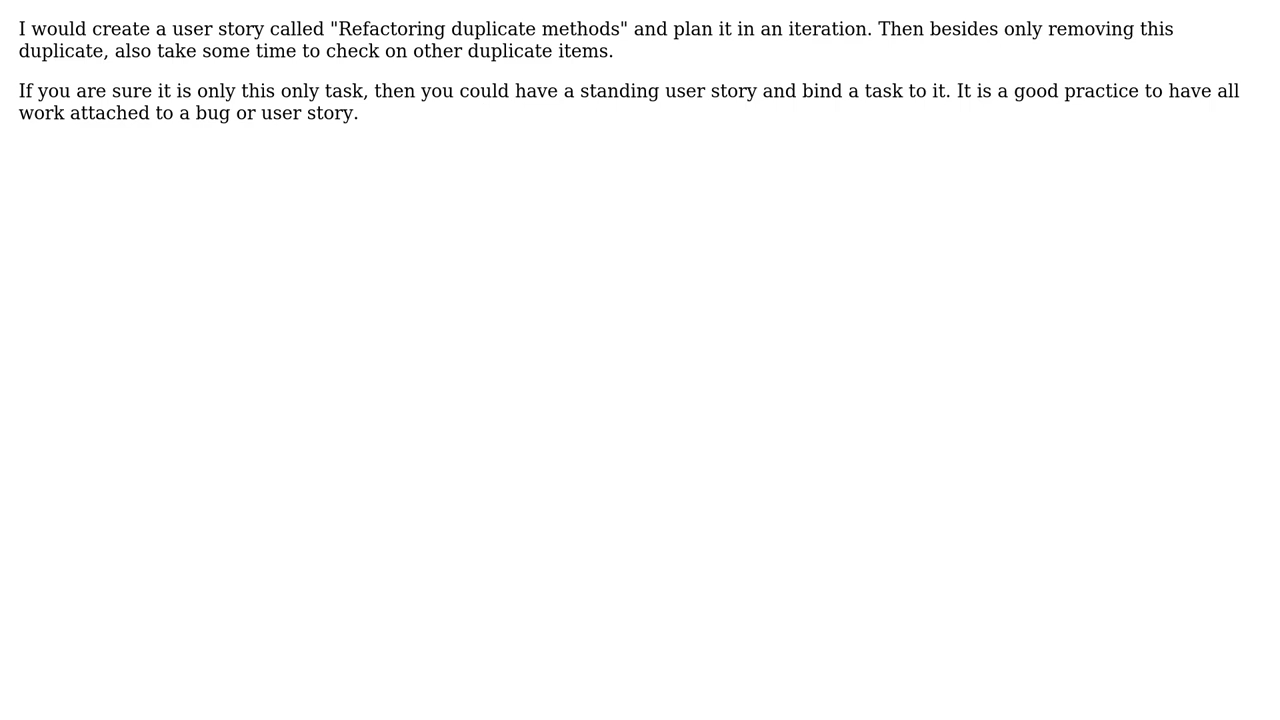 I would create a user story called "Refactoring duplicate methods" and plan it in an iteration. Then besides only removing this
duplicate, also take some time to check on other duplicate items.
If you are sure it is only this only task, then you could have a standing user story and bind a task to it. It is a good practice to have all
work attached to a bug or user story.